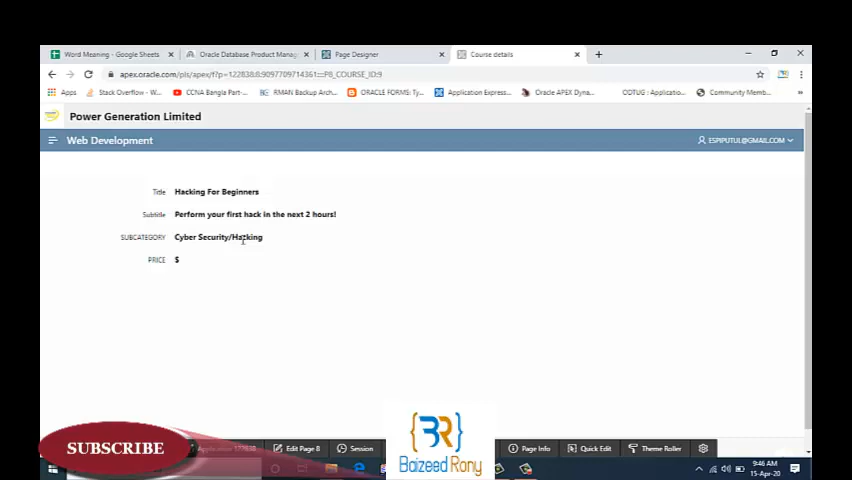 Word Meaning - Google Sheets
Oracle Database Product Mana
Page Designer
Course details
apex.oracle.com/pls/apex/f?p=122838:8:9097709714361::::P8_COURSE_ID:9
Apps
Stack Overflow - Yo...
CCNA Bangla Part-...
RMAN Backup Arch...
ORACLE FORMS: Ty...
Application Express...
Oracle APEX Dyna...
ODTUG : Applicatio...
Community Memb...
Power Generation Limited
Web Development
ESPIPUTUL@GMAIL.COM
Title Hacking For Beginners
Subtitle Perform your first hack in the next 2 hours!
SUBCATEGORY Cyber Security/Hacking
PRICE $
SUBSCRIBE
Edit Page 8
Session
Page Info
Quick Edit
Theme Roller
BR
Baizeed Rony
9:46 AM
15-Apr-20